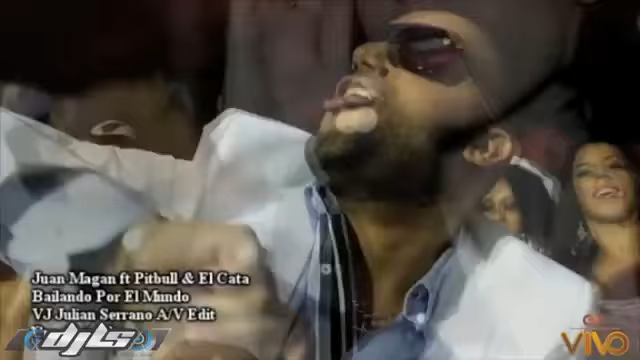 Juan Magan ft Pitbull & El Cata
Bailando Por El Mundo
VJ Julian Serrano A/V Edit
djls
VIVO